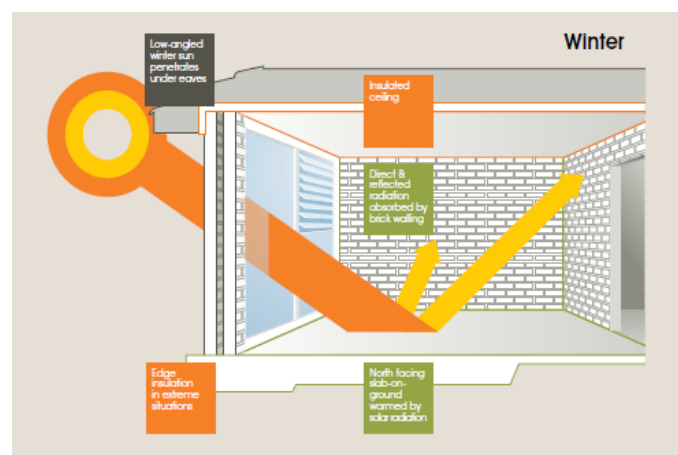 Winter
Low-angled
winter sun
penetrates
under eaves
Insulated
ceiling
Direct &
reflected
radiation
absorbed by
brick walling
Edge
insulation
in extreme
situations
North facing
slab-on-
ground
warmed by
solar radiation